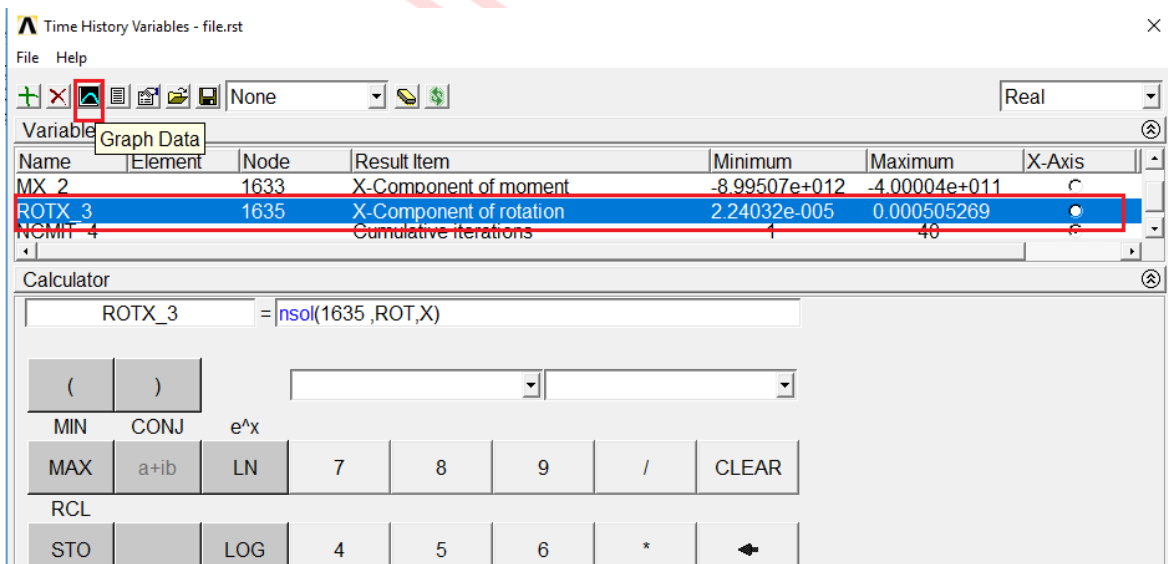 Time History Variables - file.rst
File Help
None Real
Variable
Graph Data
Name Element Node Result Item Minimum Maximum X-Axis
MX_2 1633 X-Component of moment -8.99507e+012 -4.00004e+011
ROTX_3 1635 X-Component of rotation 2.24032e-005 0.000505269
NCMIT_4 Cumulative iterations 1 40
Calculator
ROTX_3 = nsol(1635 ,ROT,X)
( )
MIN CONJ e^x
MAX a+ib LN 7 8 9 / CLEAR
RCL
STO LOG 4 5 6 *